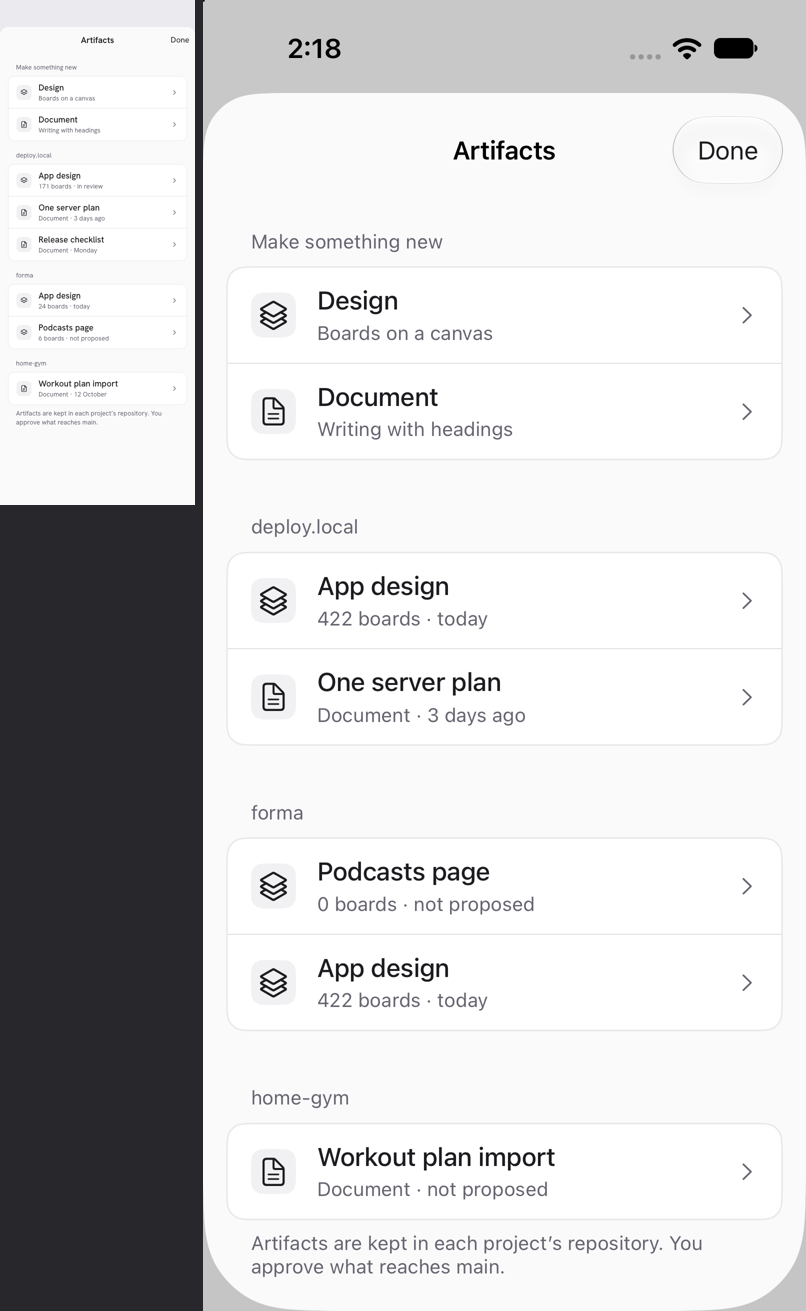 Artifacts
Done
Make something new
Design
Boards on a canvas
Document
Writing with headings
deploy.local
App design
171 boards · in review
One server plan
Document · 3 days ago
Release checklist
Document · Monday
forma
App design
24 boards · today
Podcasts page
6 boards · not proposed
home-gym
Workout plan import
Document · 12 October
Artifacts are kept in each project's repository. You
approve what reaches main.
2:18
Artifacts
Done
Make something new
Design
Boards on a canvas
Document
Writing with headings
deploy.local
App design
422 boards · today
One server plan
Document · 3 days ago
forma
Podcasts page
0 boards · not proposed
App design
422 boards · today
home-gym
Workout plan import
Document · not proposed
Artifacts are kept in each project’s repository. You
approve what reaches main.